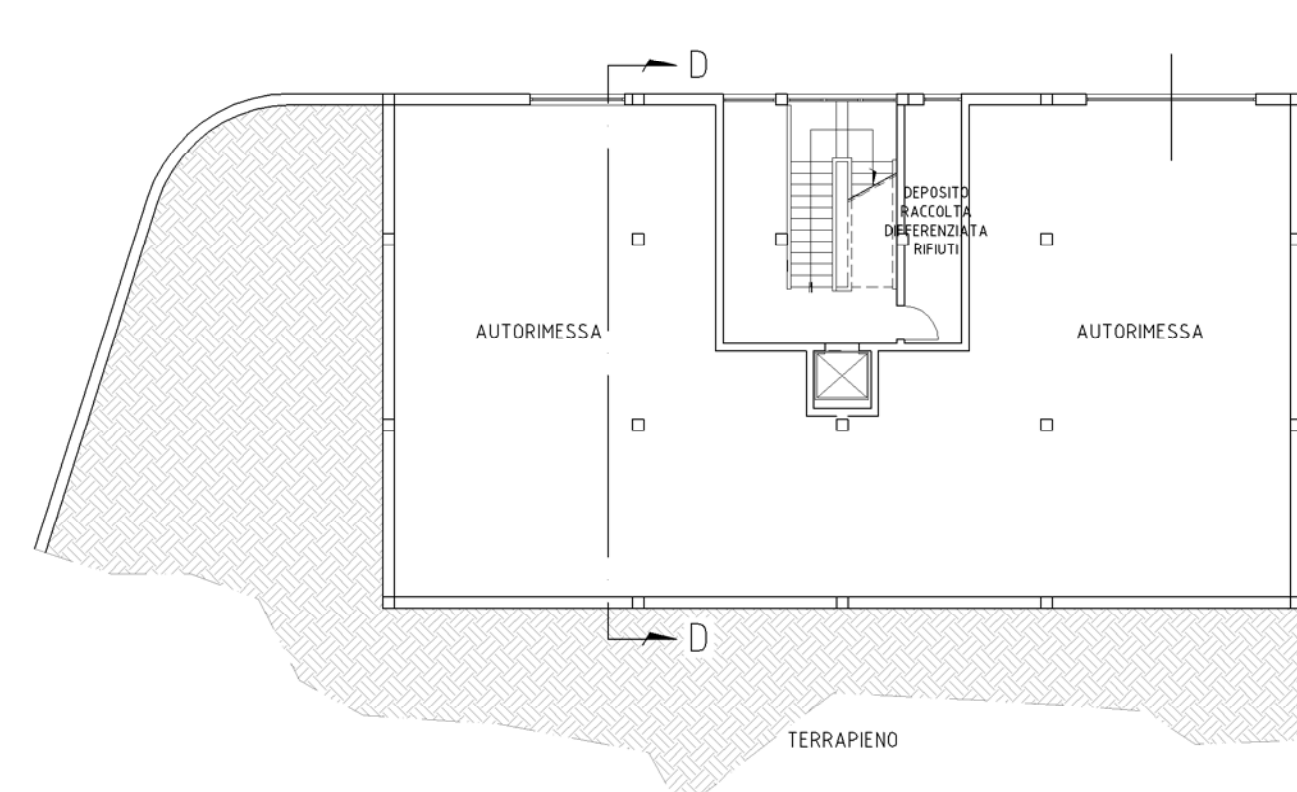 D
DEPOSITO
RACCOLTA
DIFFERENZIATA
RIFIUTI
AUTORIMESSA
AUTORIMESSA
D
TERRAPIENO